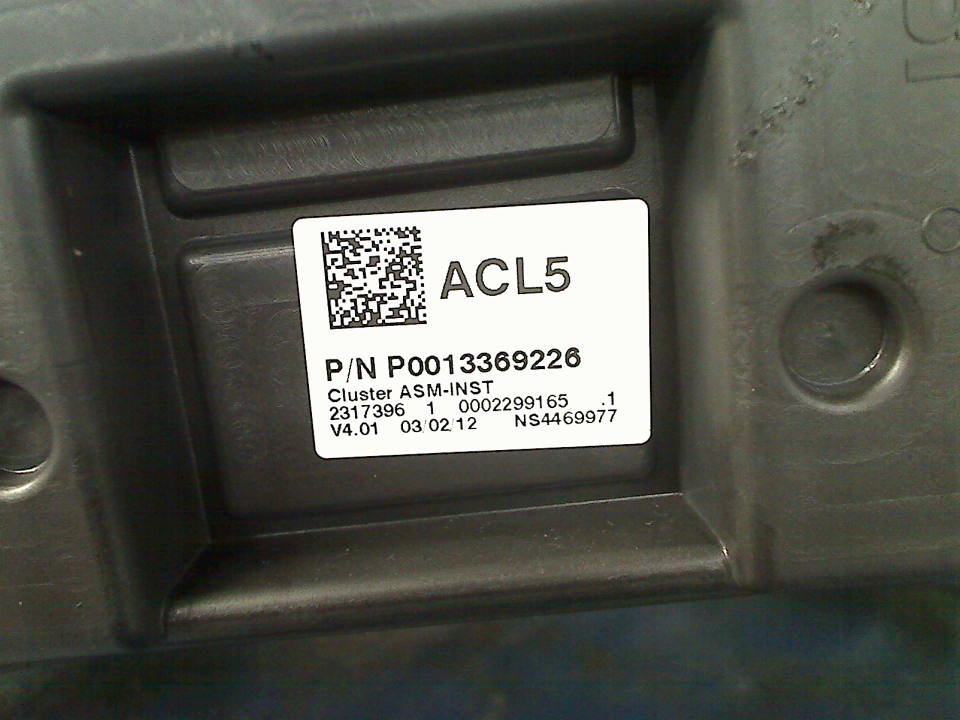 ACL5
P/N P0013369226
Cluster ASM-INST
2317396 1 0002299165 .1
V4.01 03/02/12 NS4469977